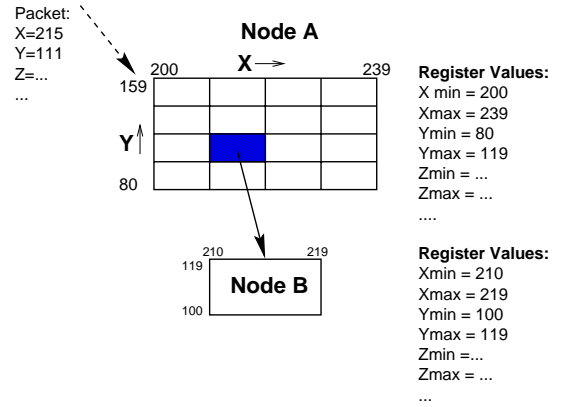 Packet:
X=215
Y=111
Z=...
...
Node A
X
200
239
159
Y
80
Register Values:
X min = 200
Xmax = 239
Ymin = 80
Ymax = 119
Zmin = ...
Zmax = ...
....
210
219
119
Node B
100
Register Values:
Xmin = 210
Xmax = 219
Ymin = 100
Ymax = 119
Zmin =...
Zmax = ...
...